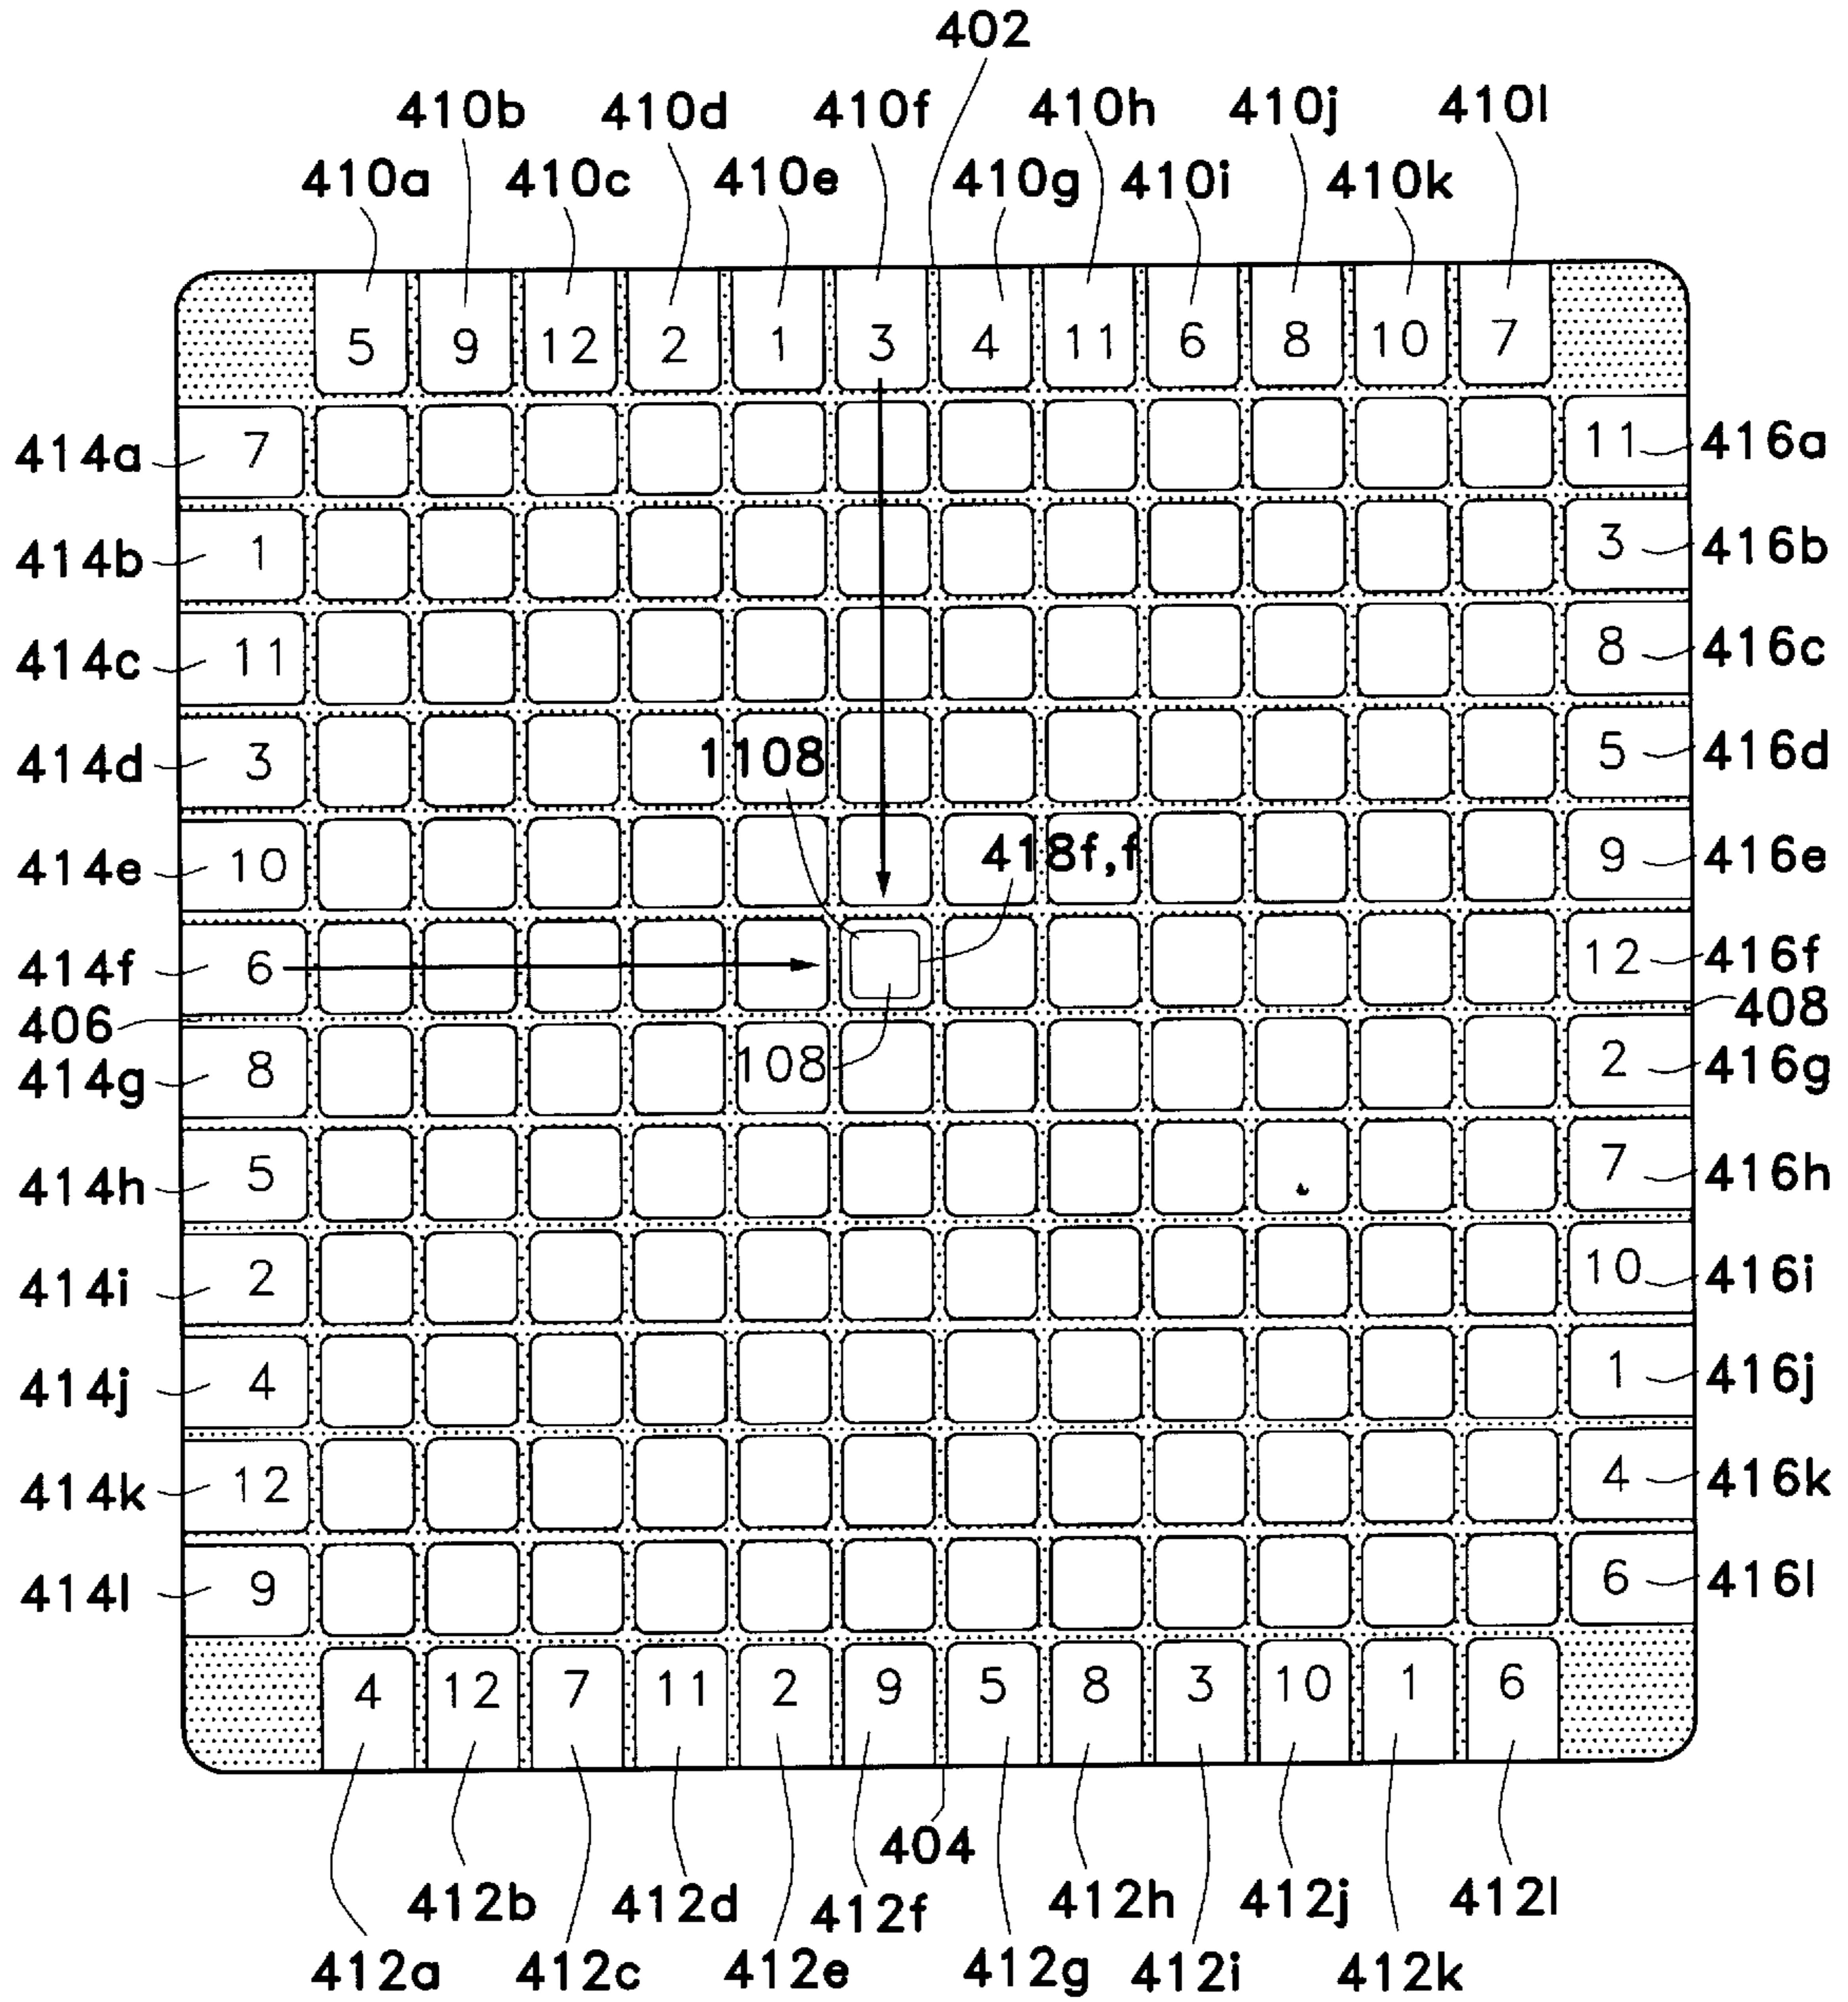 402
410b 410d 410f 410h 410j 410l
410a 410c 410e 410g 410i 410k
5 9 12 2 1 3 4 11 6 8 10 7
414a 7 11 416a
414b 1 3 416b
414c 11 8 416c
414d 3 1108 5 416d
414e 10 418f,f 9 416e
414f 6 12 416f
406 408
414g 8 108 2 416g
414h 5 7 416h
414i 2 10 416i
414j 4 1 416j
414k 12 4 416k
414l 9 6 416l
4 12 7 11 2 9 5 8 3 10 1 6
404
412b 412d 412f 412h 412j 412l
412a 412c 412e 412g 412i 412k